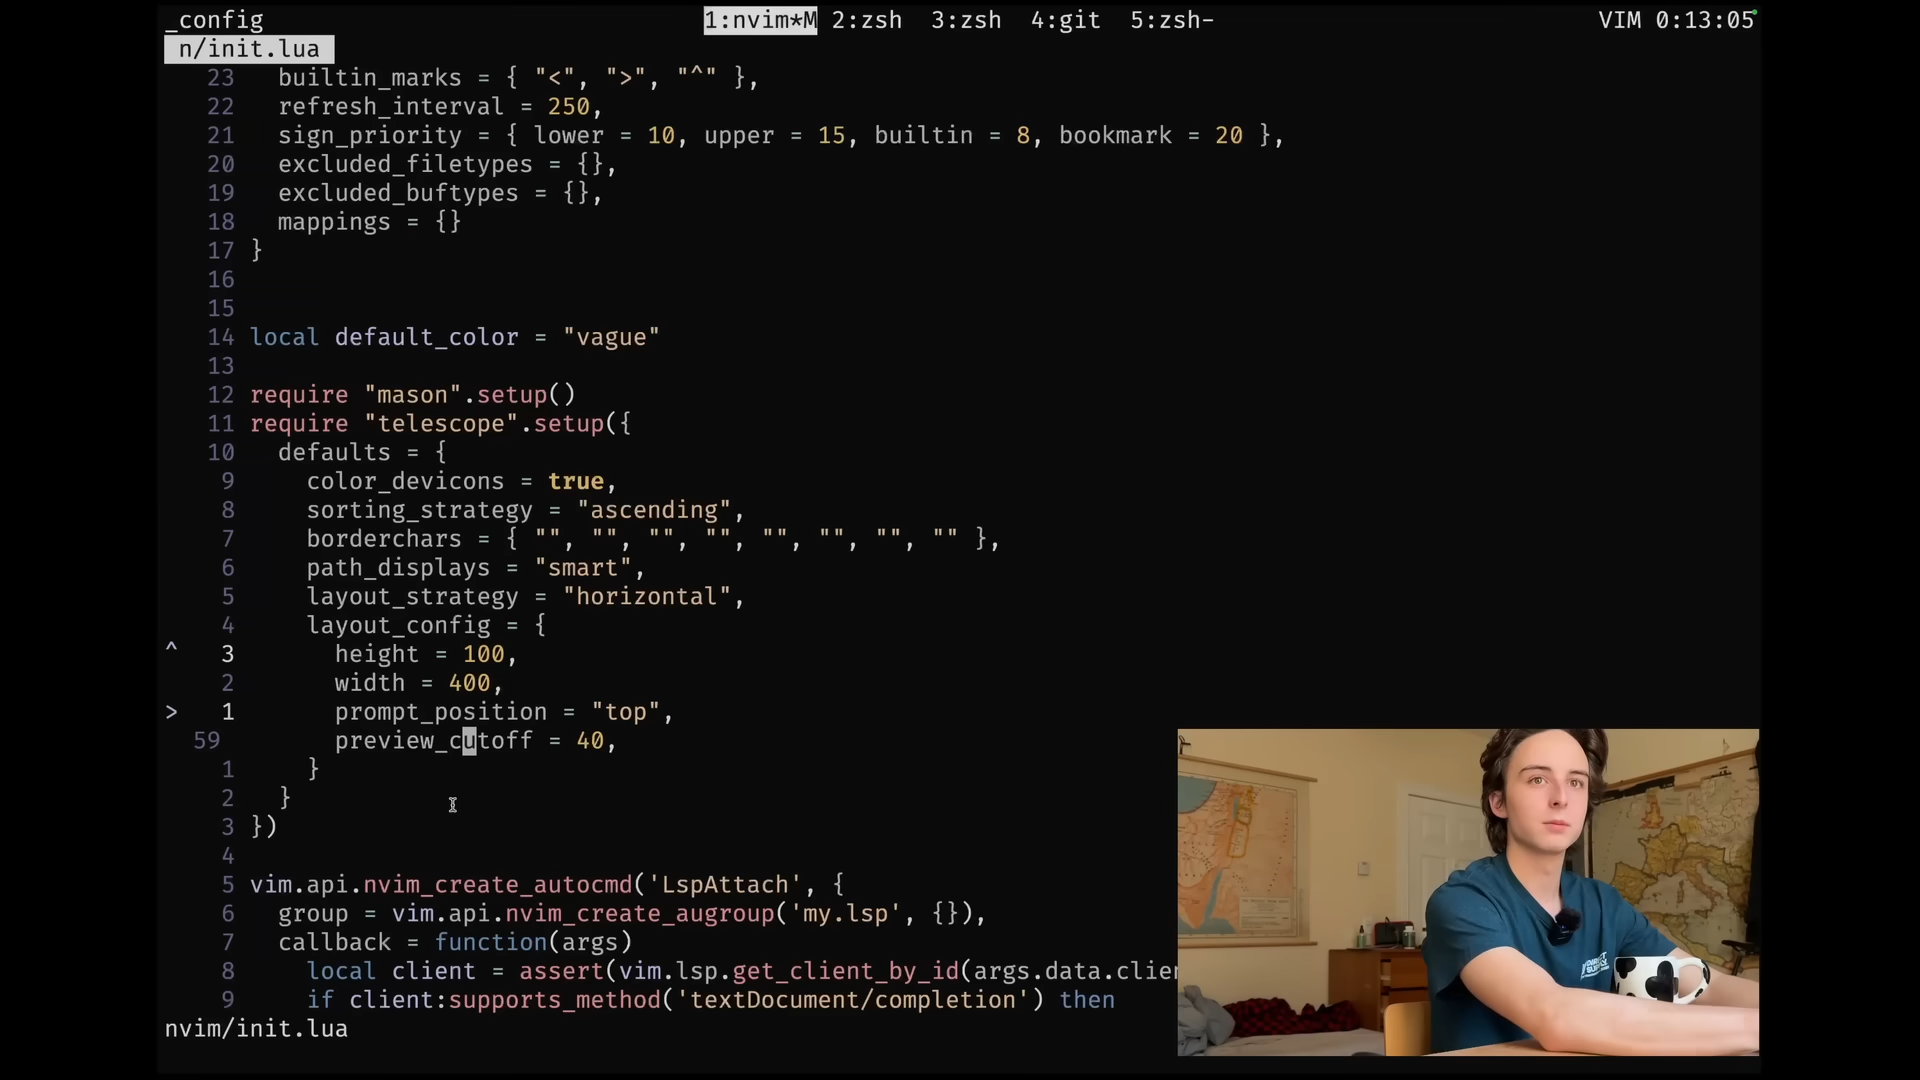 _config 1:nvim*M 2:zsh 3:zsh 4:git 5:zsh- VIM 0:13:05
n/init.lua
23 builtin_marks = { "<", ">", "^" },
22 refresh_interval = 250,
21 sign_priority = { lower = 10, upper = 15, builtin = 8, bookmark = 20 },
20 excluded_filetypes = {},
19 excluded_buftypes = {},
18 mappings = {}
17 }
16
15
14 local default_color = "vague"
13
12 require "mason".setup()
11 require "telescope".setup({
10 defaults = {
9 color_devicons = true,
8 sorting_strategy = "ascending",
7 borderchars = { "", "", "", "", "", "", "", "" },
6 path_displays = "smart",
5 layout_strategy = "horizontal",
4 layout_config = {
^ 3 height = 100,
2 width = 400,
> 1 prompt_position = "top",
59 preview_cutoff = 40,
1 }
2 }
3 })
4
5 vim.api.nvim_create_autocmd('LspAttach', {
6 group = vim.api.nvim_create_augroup('my.lsp', {}),
7 callback = function(args)
8 local client = assert(vim.lsp.get_client_by_id(args.data.clien
9 if client:supports_method('textDocument/completion') then
nvim/init.lua